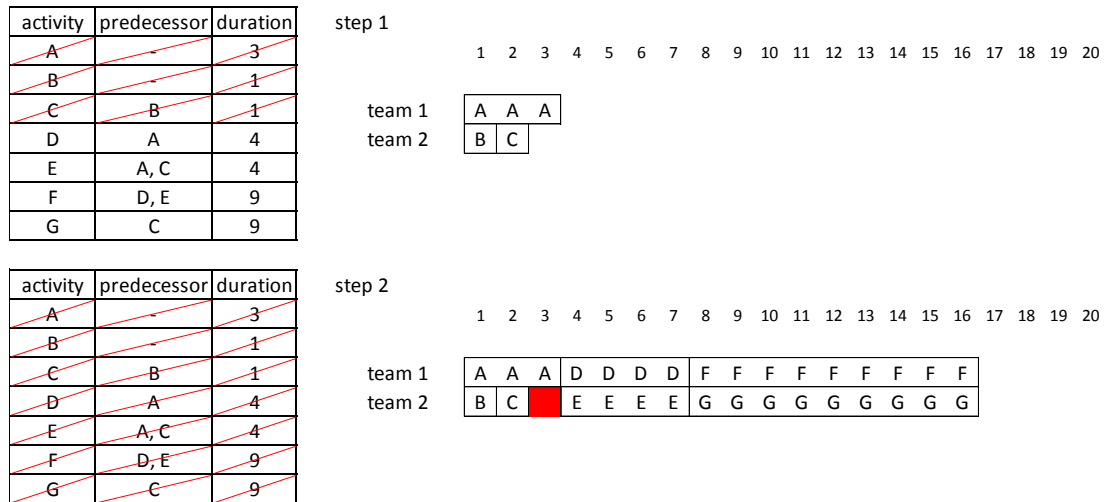 activity predecessor duration step 1
A - 3 1 2 3 4 5 6 7 8 9 10 11 12 13 14 15 16 17 18 19 20
B - 1
C B 1 team 1 A A A
D A 4 team 2 B C
E A, C 4
F D, E 9
G C 9
activity predecessor duration step 2
A - 3 1 2 3 4 5 6 7 8 9 10 11 12 13 14 15 16 17 18 19 20
B - 1
C B 1 team 1 A A A D D D D F F F F F F F F F
D A 4 team 2 B C E E E E G G G G G G G G G
E A, C 4
F D, E 9
G C 9